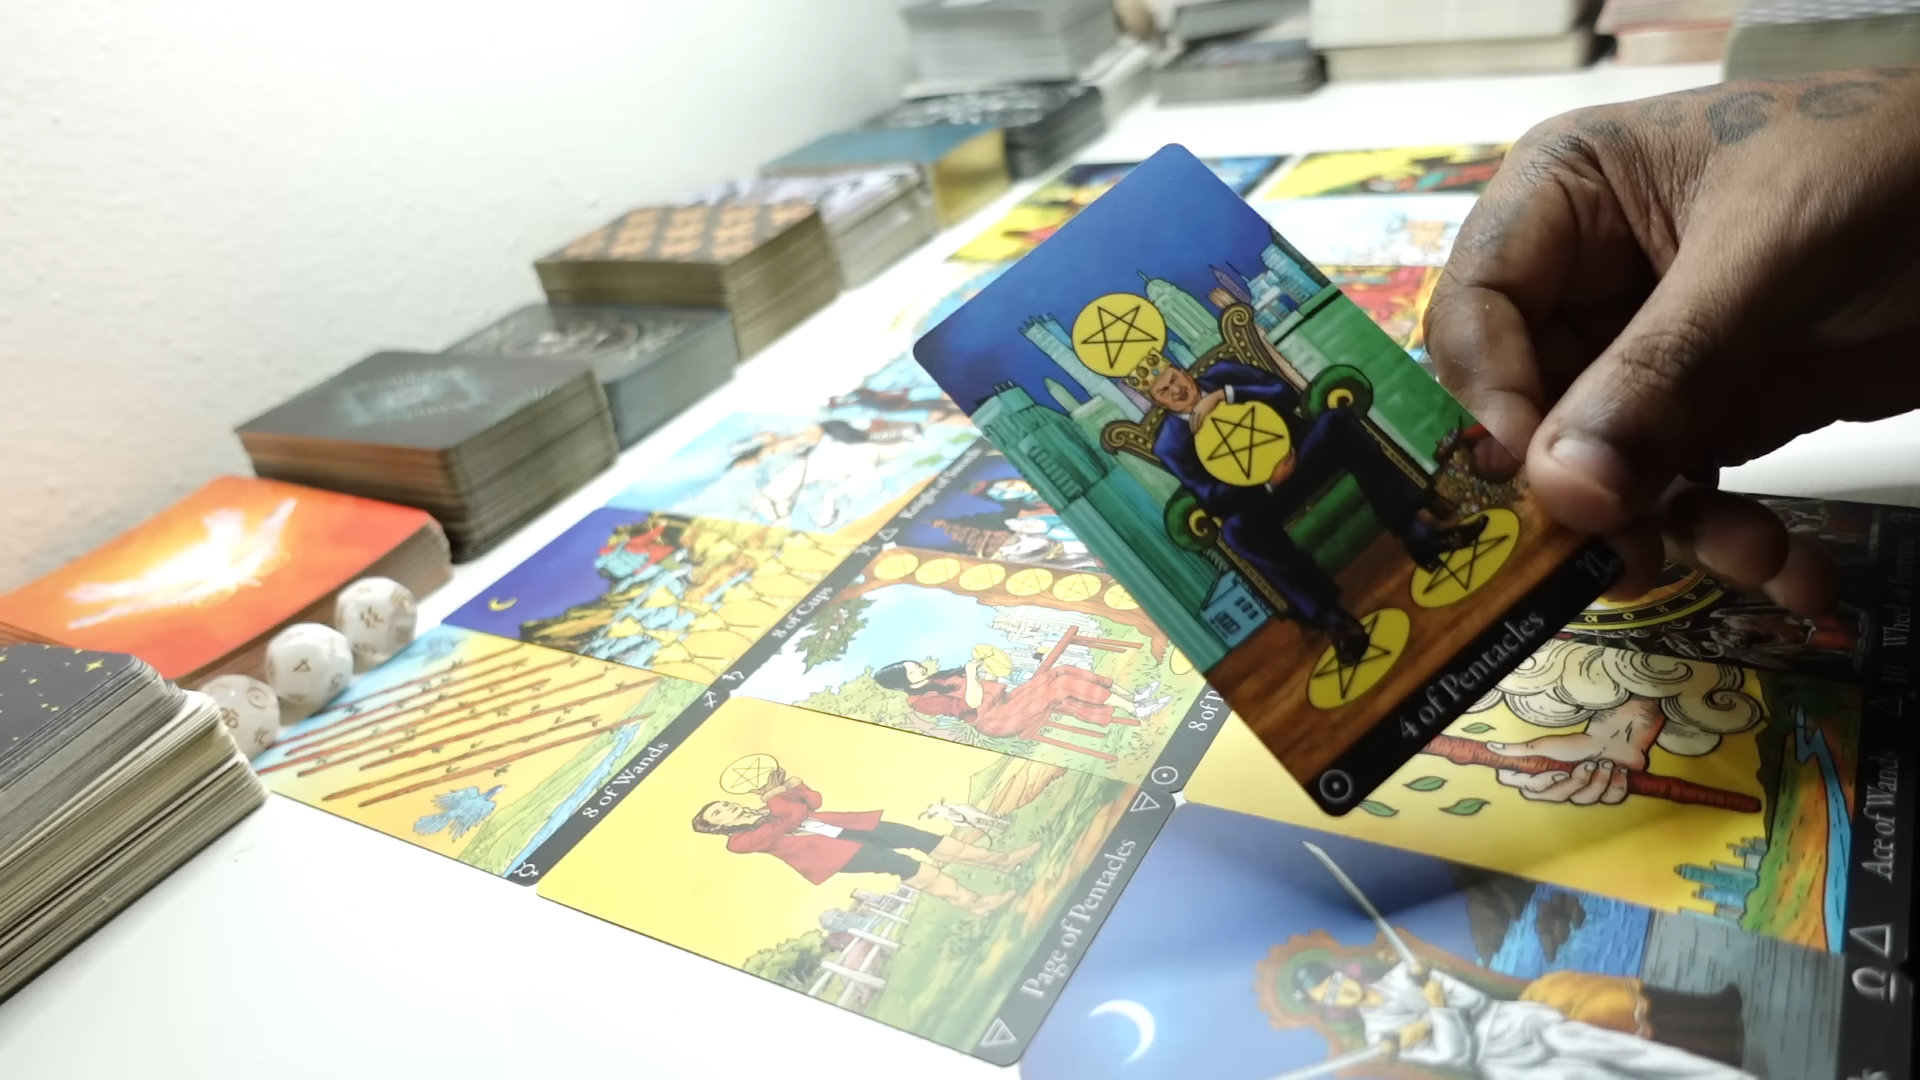 4 of Pentacles
Knight of Swords
8 of Cups
8 of Wands
8 of P
Page of Pentacles
10 Wheel of Fortune
Ace of Wands